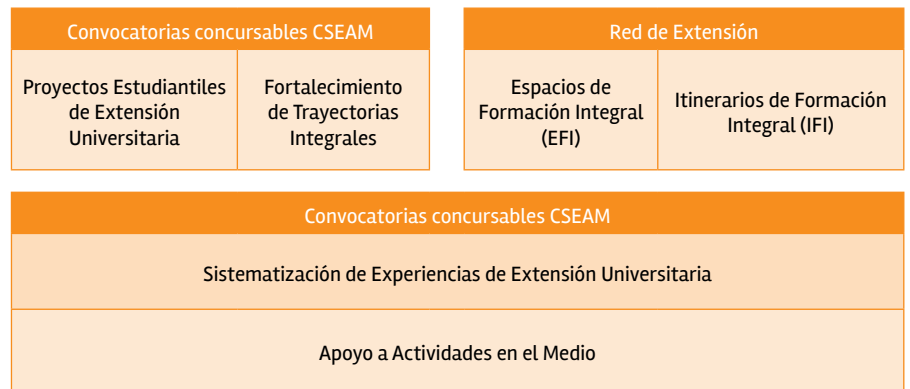 Convocatorias concursables CSEAM
Proyectos Estudiantiles
de Extensión
Universitaria
Fortalecimiento
de Trayectorias
Integrales
Red de Extensión
Espacios de
Formación Integral
(EFI)
Itinerarios de Formación
Integral (IFI)
Convocatorias concursables CSEAM
Sistematización de Experiencias de Extensión Universitaria
Apoyo a Actividades en el Medio